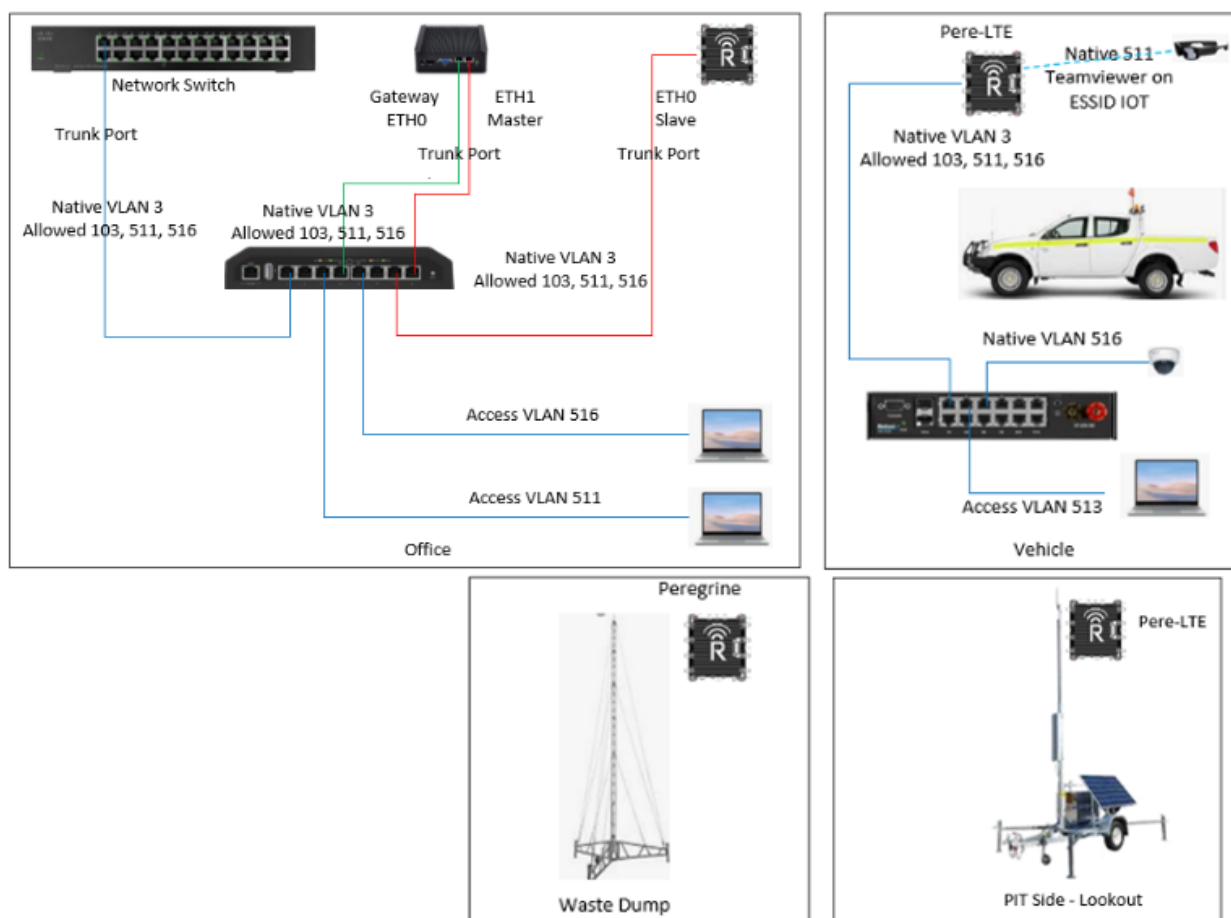 Network Switch
Trunk Port
Gateway
ETH0
ETH1
Master
Trunk Port
ETH0
Slave
Trunk Port
Native VLAN 3
Allowed 103, 511, 516
Native VLAN 3
Allowed 103, 511, 516
Native VLAN 3
Allowed 103, 511, 516
Access VLAN 516
Access VLAN 511
Office
Pere-LTE
R
R
Native 511
Teamviewer on
ESSID IOT
Native VLAN 3
Allowed 103, 511, 516
Native VLAN 516
Access VLAN 513
Vehicle
Peregrine
R
Waste Dump
Pere-LTE
R
PIT Side - Lookout